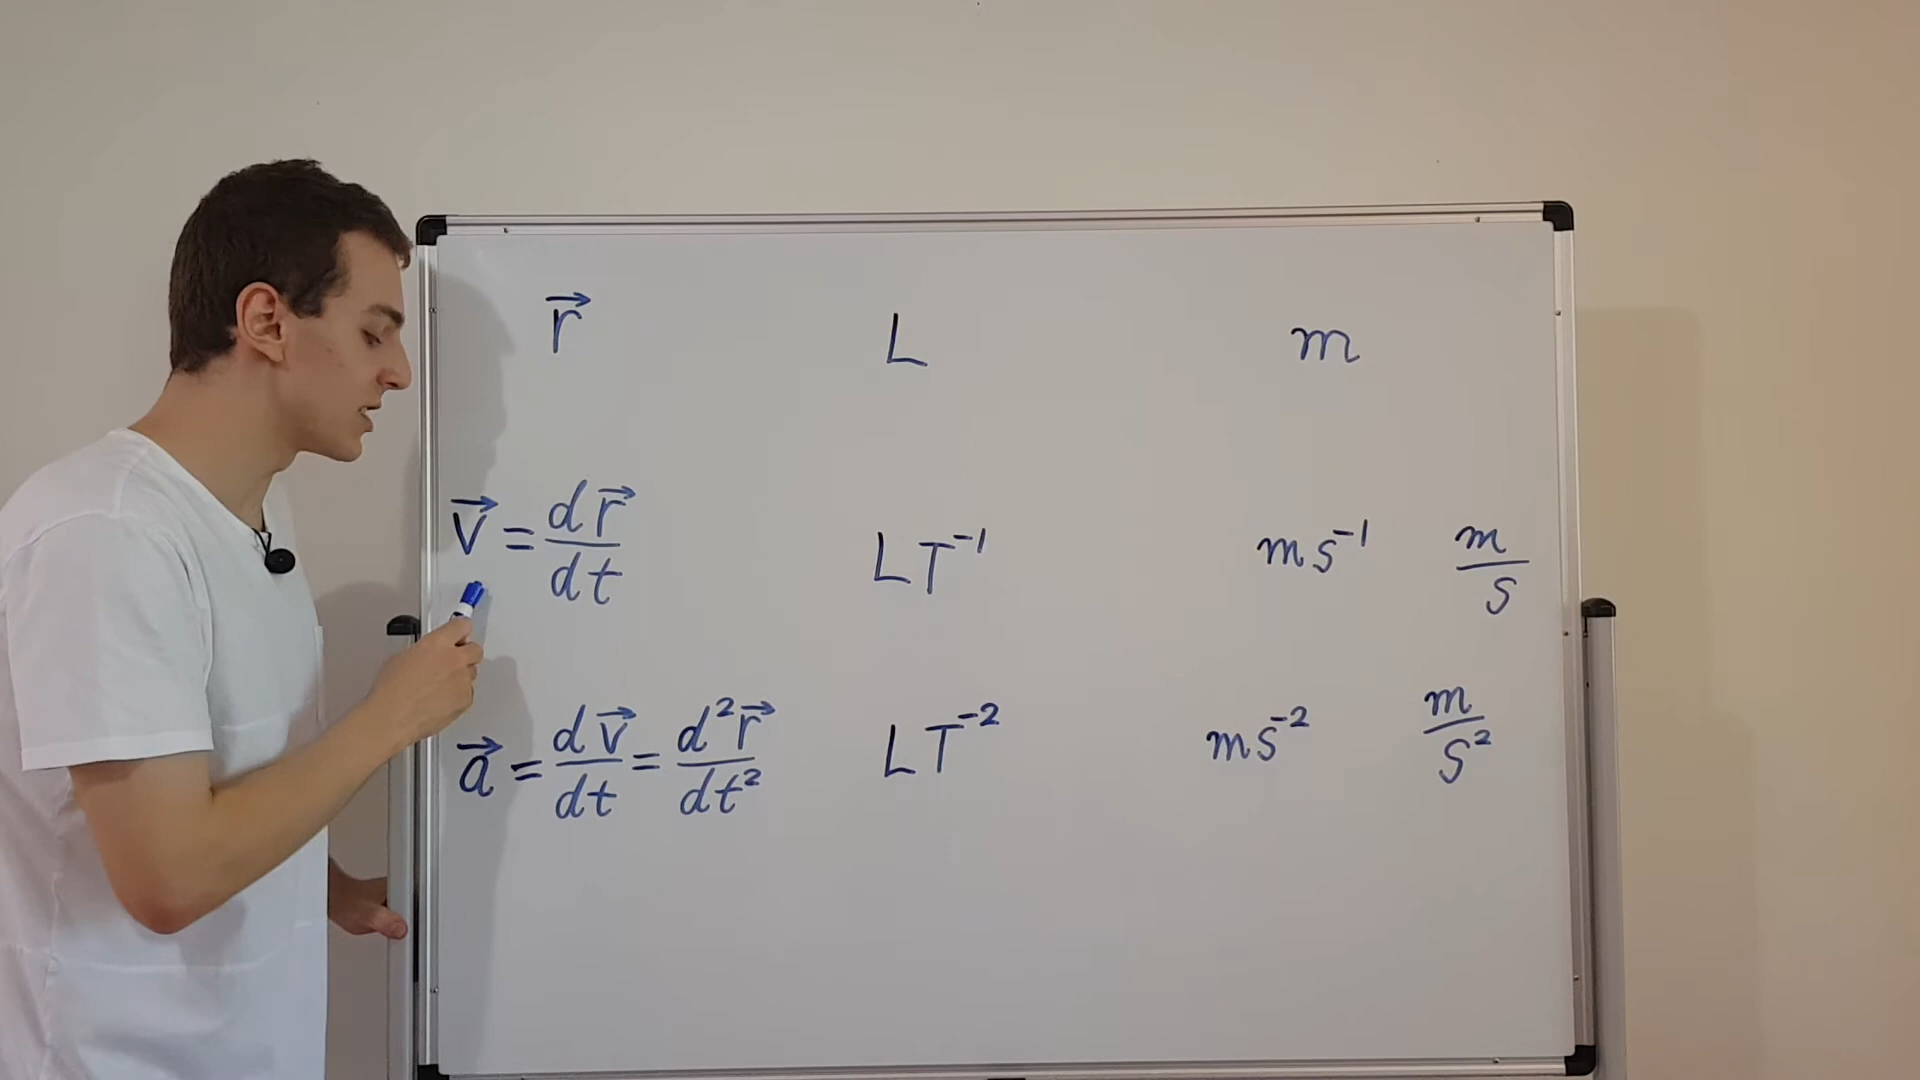 r⃗ L m
v⃗ = dr⃗/dt LT⁻¹ ms⁻¹ m/s
a⃗ = dv⃗/dt = d²r⃗/dt² LT⁻² ms⁻² m/s²